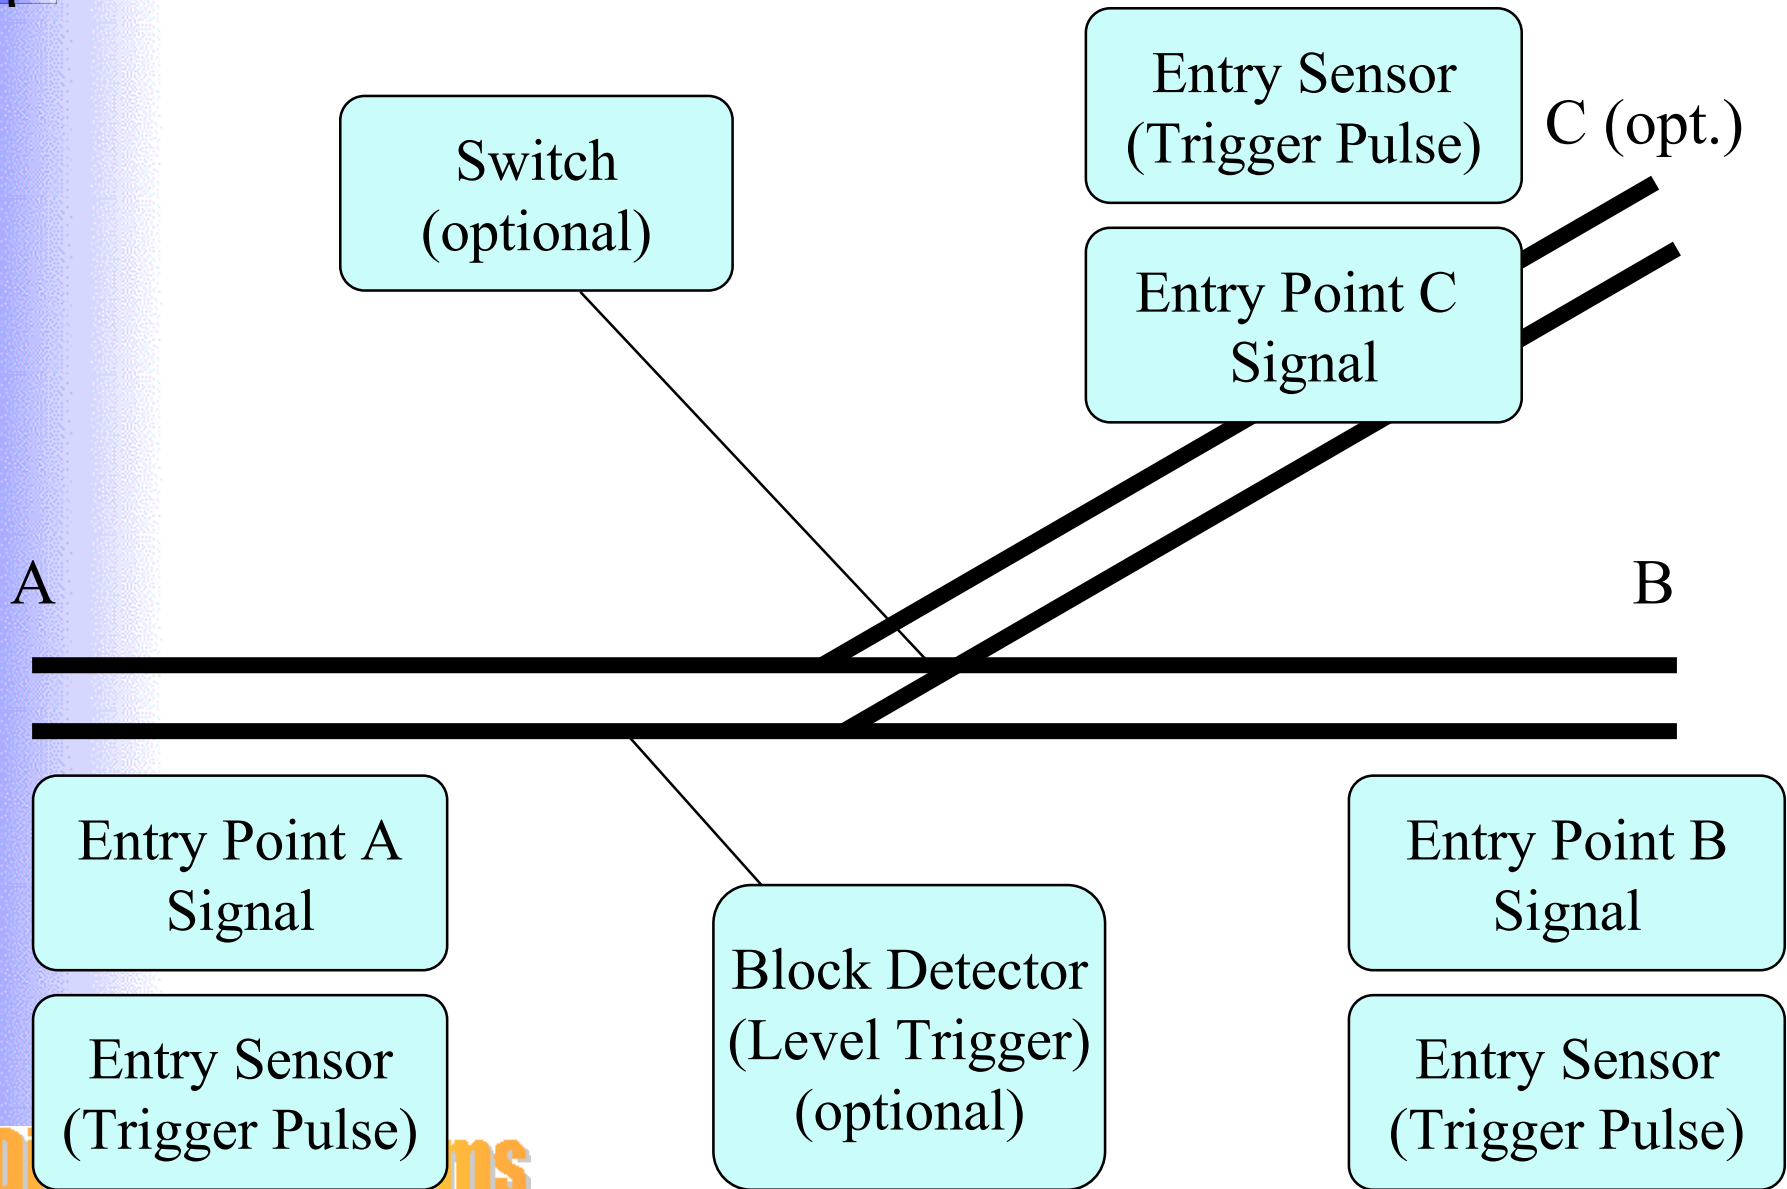 Entry Sensor
(Trigger Pulse)
C (opt.)
Switch
(optional)
Entry Point C
Signal
A
B
Entry Point A
Signal
Entry Point B
Signal
Block Detector
(Level Trigger)
(optional)
Entry Sensor
(Trigger Pulse)
Entry Sensor
(Trigger Pulse)